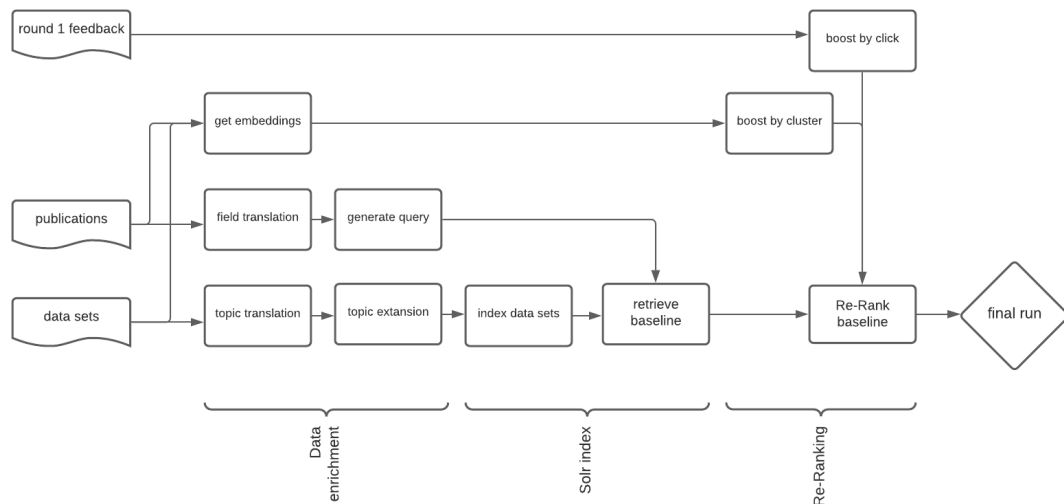 round 1 feedback
boost by click
get embeddings
boost by cluster
publications
field translation
generate query
data sets
topic translation
topic extansion
index data sets
retrieve
baseline
Re-Rank
baseline
final run
Data
enrichment
Solr index
Re-Ranking